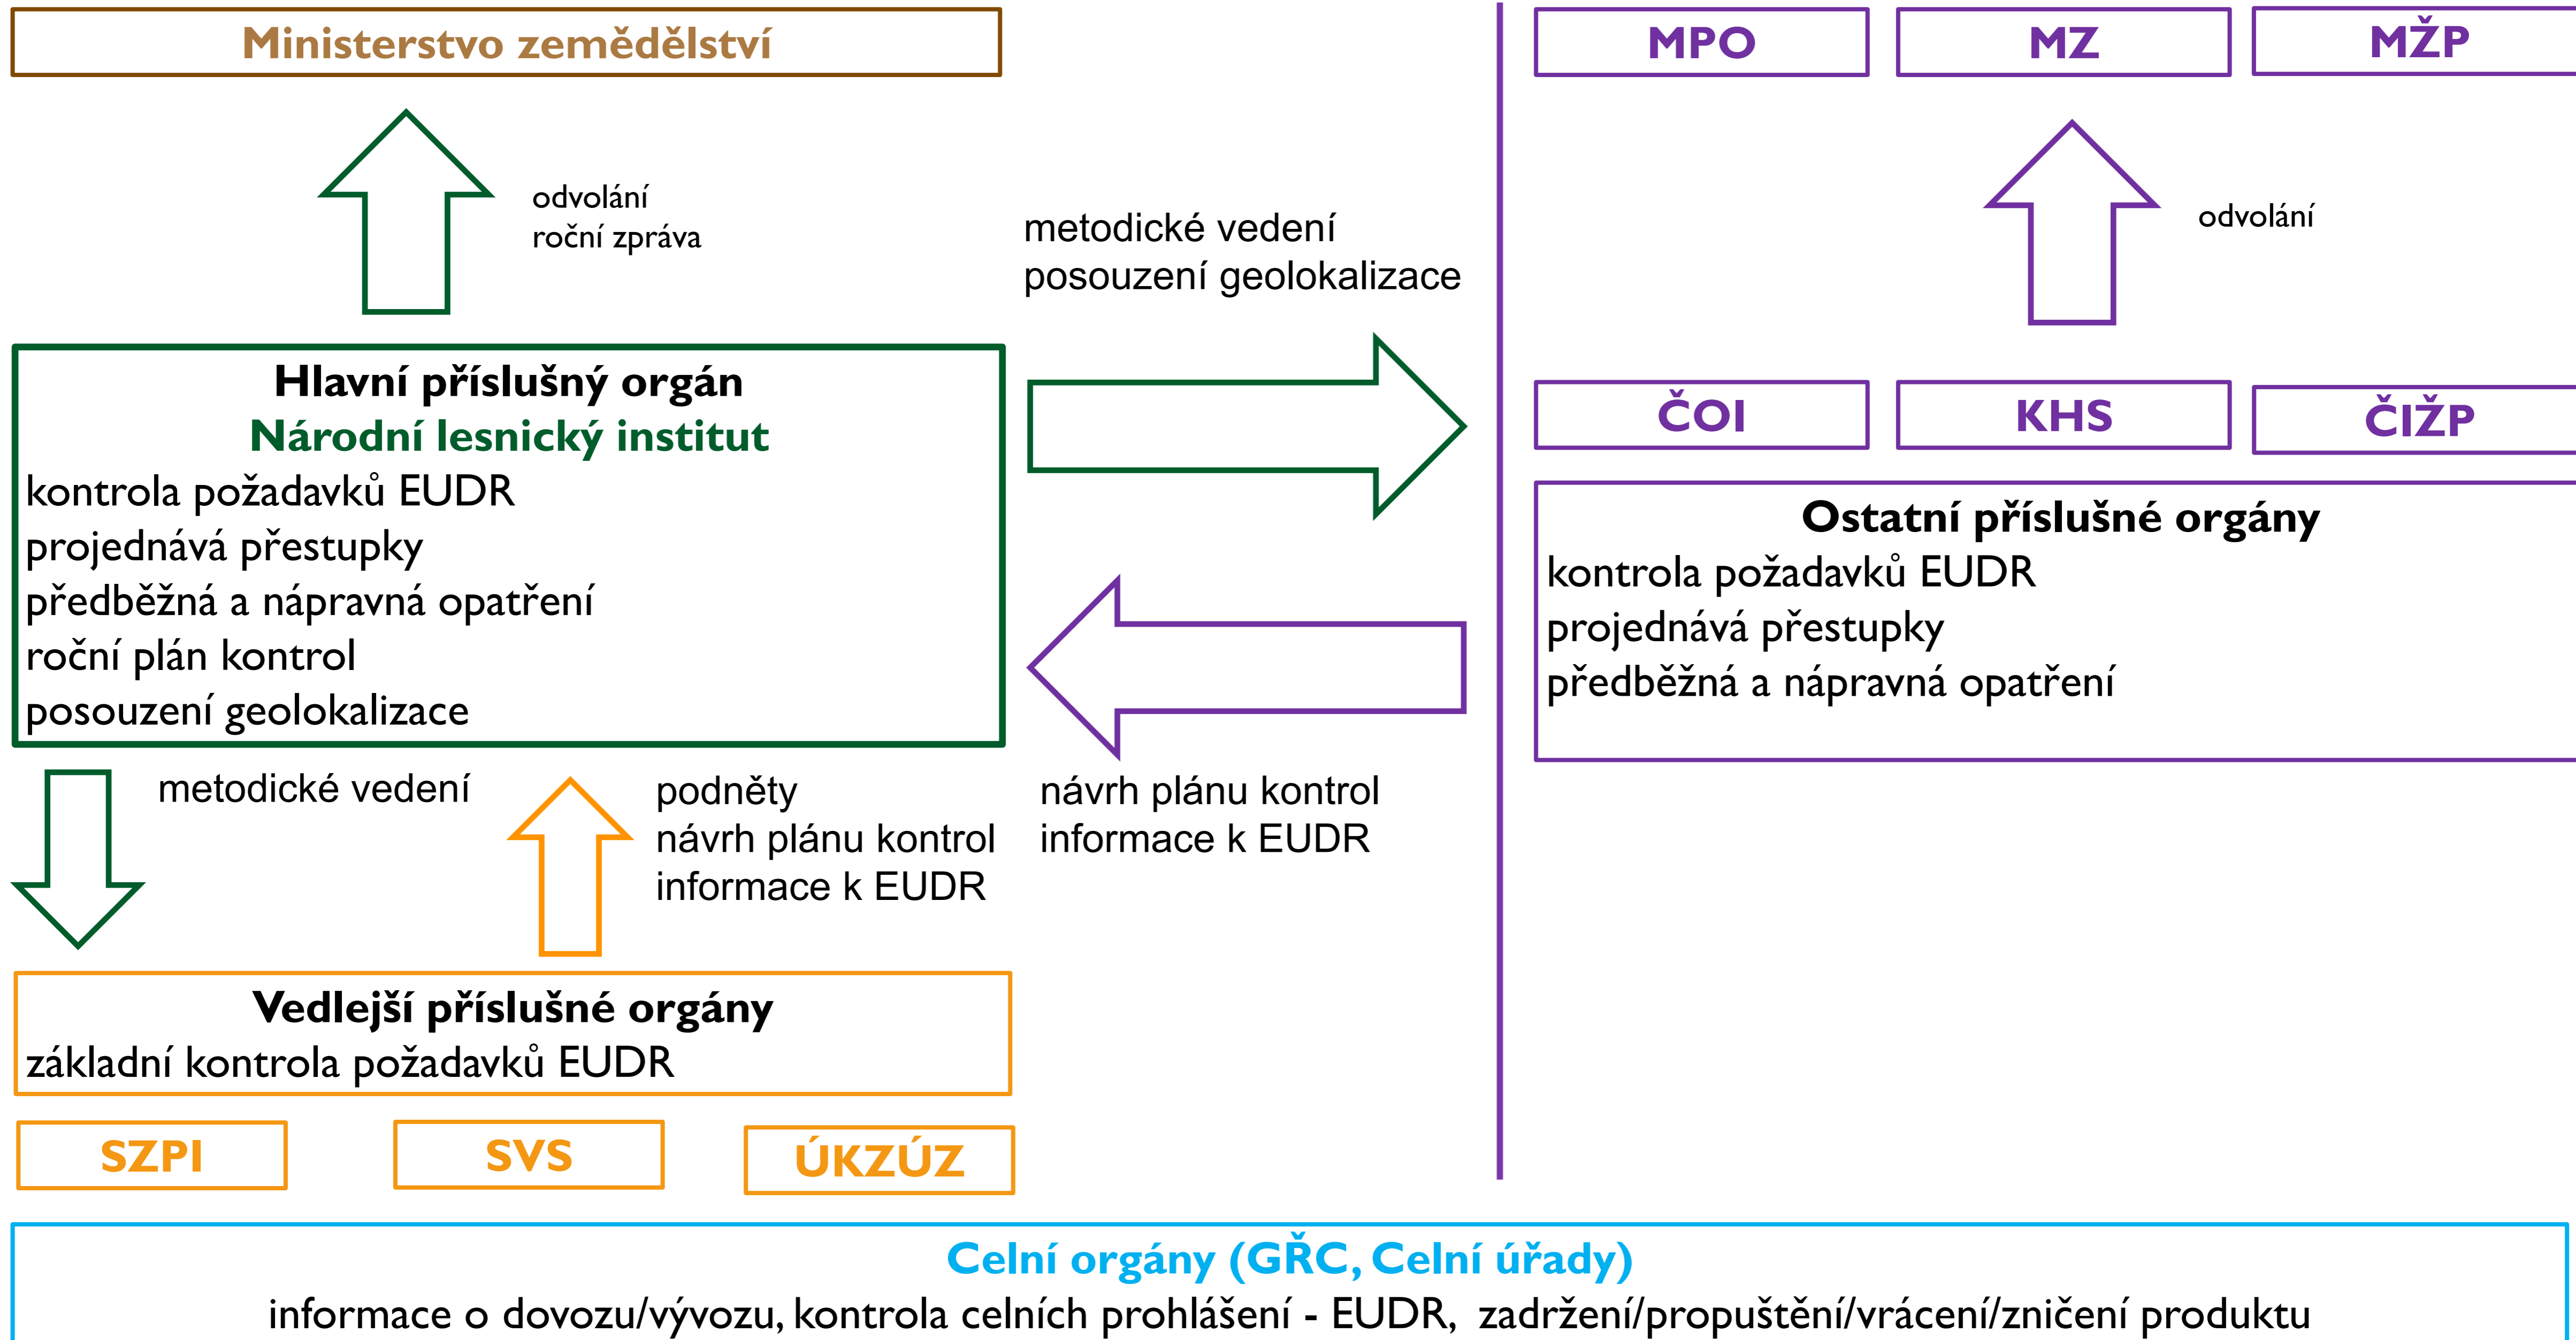 Ministerstvo zemědělství
MPO
MZ
MŽP
odvolání
roční zpráva
metodické vedení
posouzení geolokalizace
odvolání
Hlavní příslušný orgán
Národní lesnický institut
kontrola požadavků EUDR
projednává přestupky
předběžná a nápravná opatření
roční plán kontrol
posouzení geolokalizace
ČOI
KHS
ČIŽP
Ostatní příslušné orgány
kontrola požadavků EUDR
projednává přestupky
předběžná a nápravná opatření
metodické vedení
podněty
návrh plánu kontrol
informace k EUDR
návrh plánu kontrol
informace k EUDR
Vedlejší příslušné orgány
základní kontrola požadavků EUDR
SZPI
SVS
ÚKZÚZ
Celní orgány (GŘC, Celní úřady)
informace o dovozu/vývozu, kontrola celních prohlášení - EUDR, zadržení/propuštění/vrácení/zničení produktu